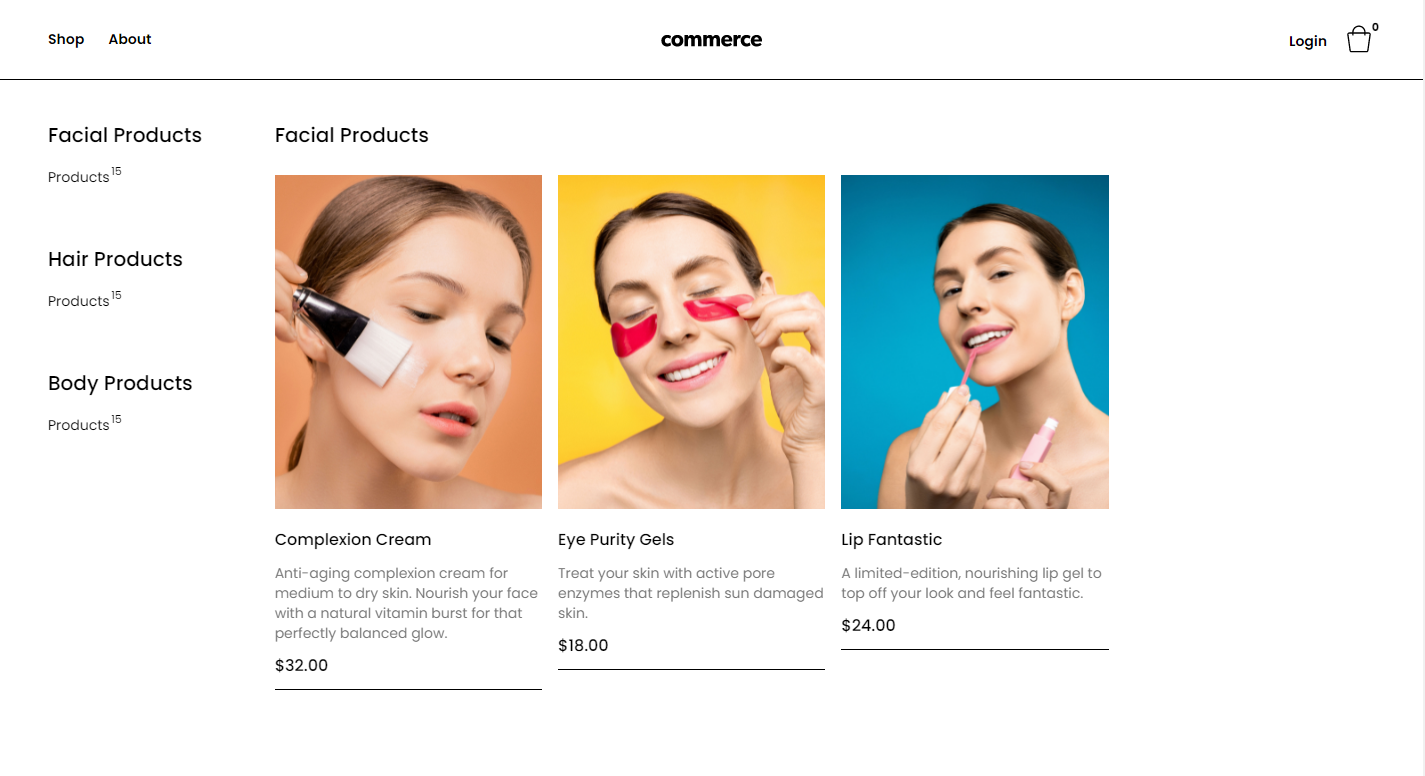 Shop About commerce Login 0
Facial Products
Products 15
Hair Products
Products 15
Body Products
Products 15
Facial Products
Complexion Cream
Anti-aging complexion cream for
medium to dry skin. Nourish your face
with a natural vitamin burst for that
perfectly balanced glow.
$32.00
Eye Purity Gels
Treat your skin with active pore
enzymes that replenish sun damaged
skin.
$18.00
Lip Fantastic
A limited-edition, nourishing lip gel to
top off your look and feel fantastic.
$24.00